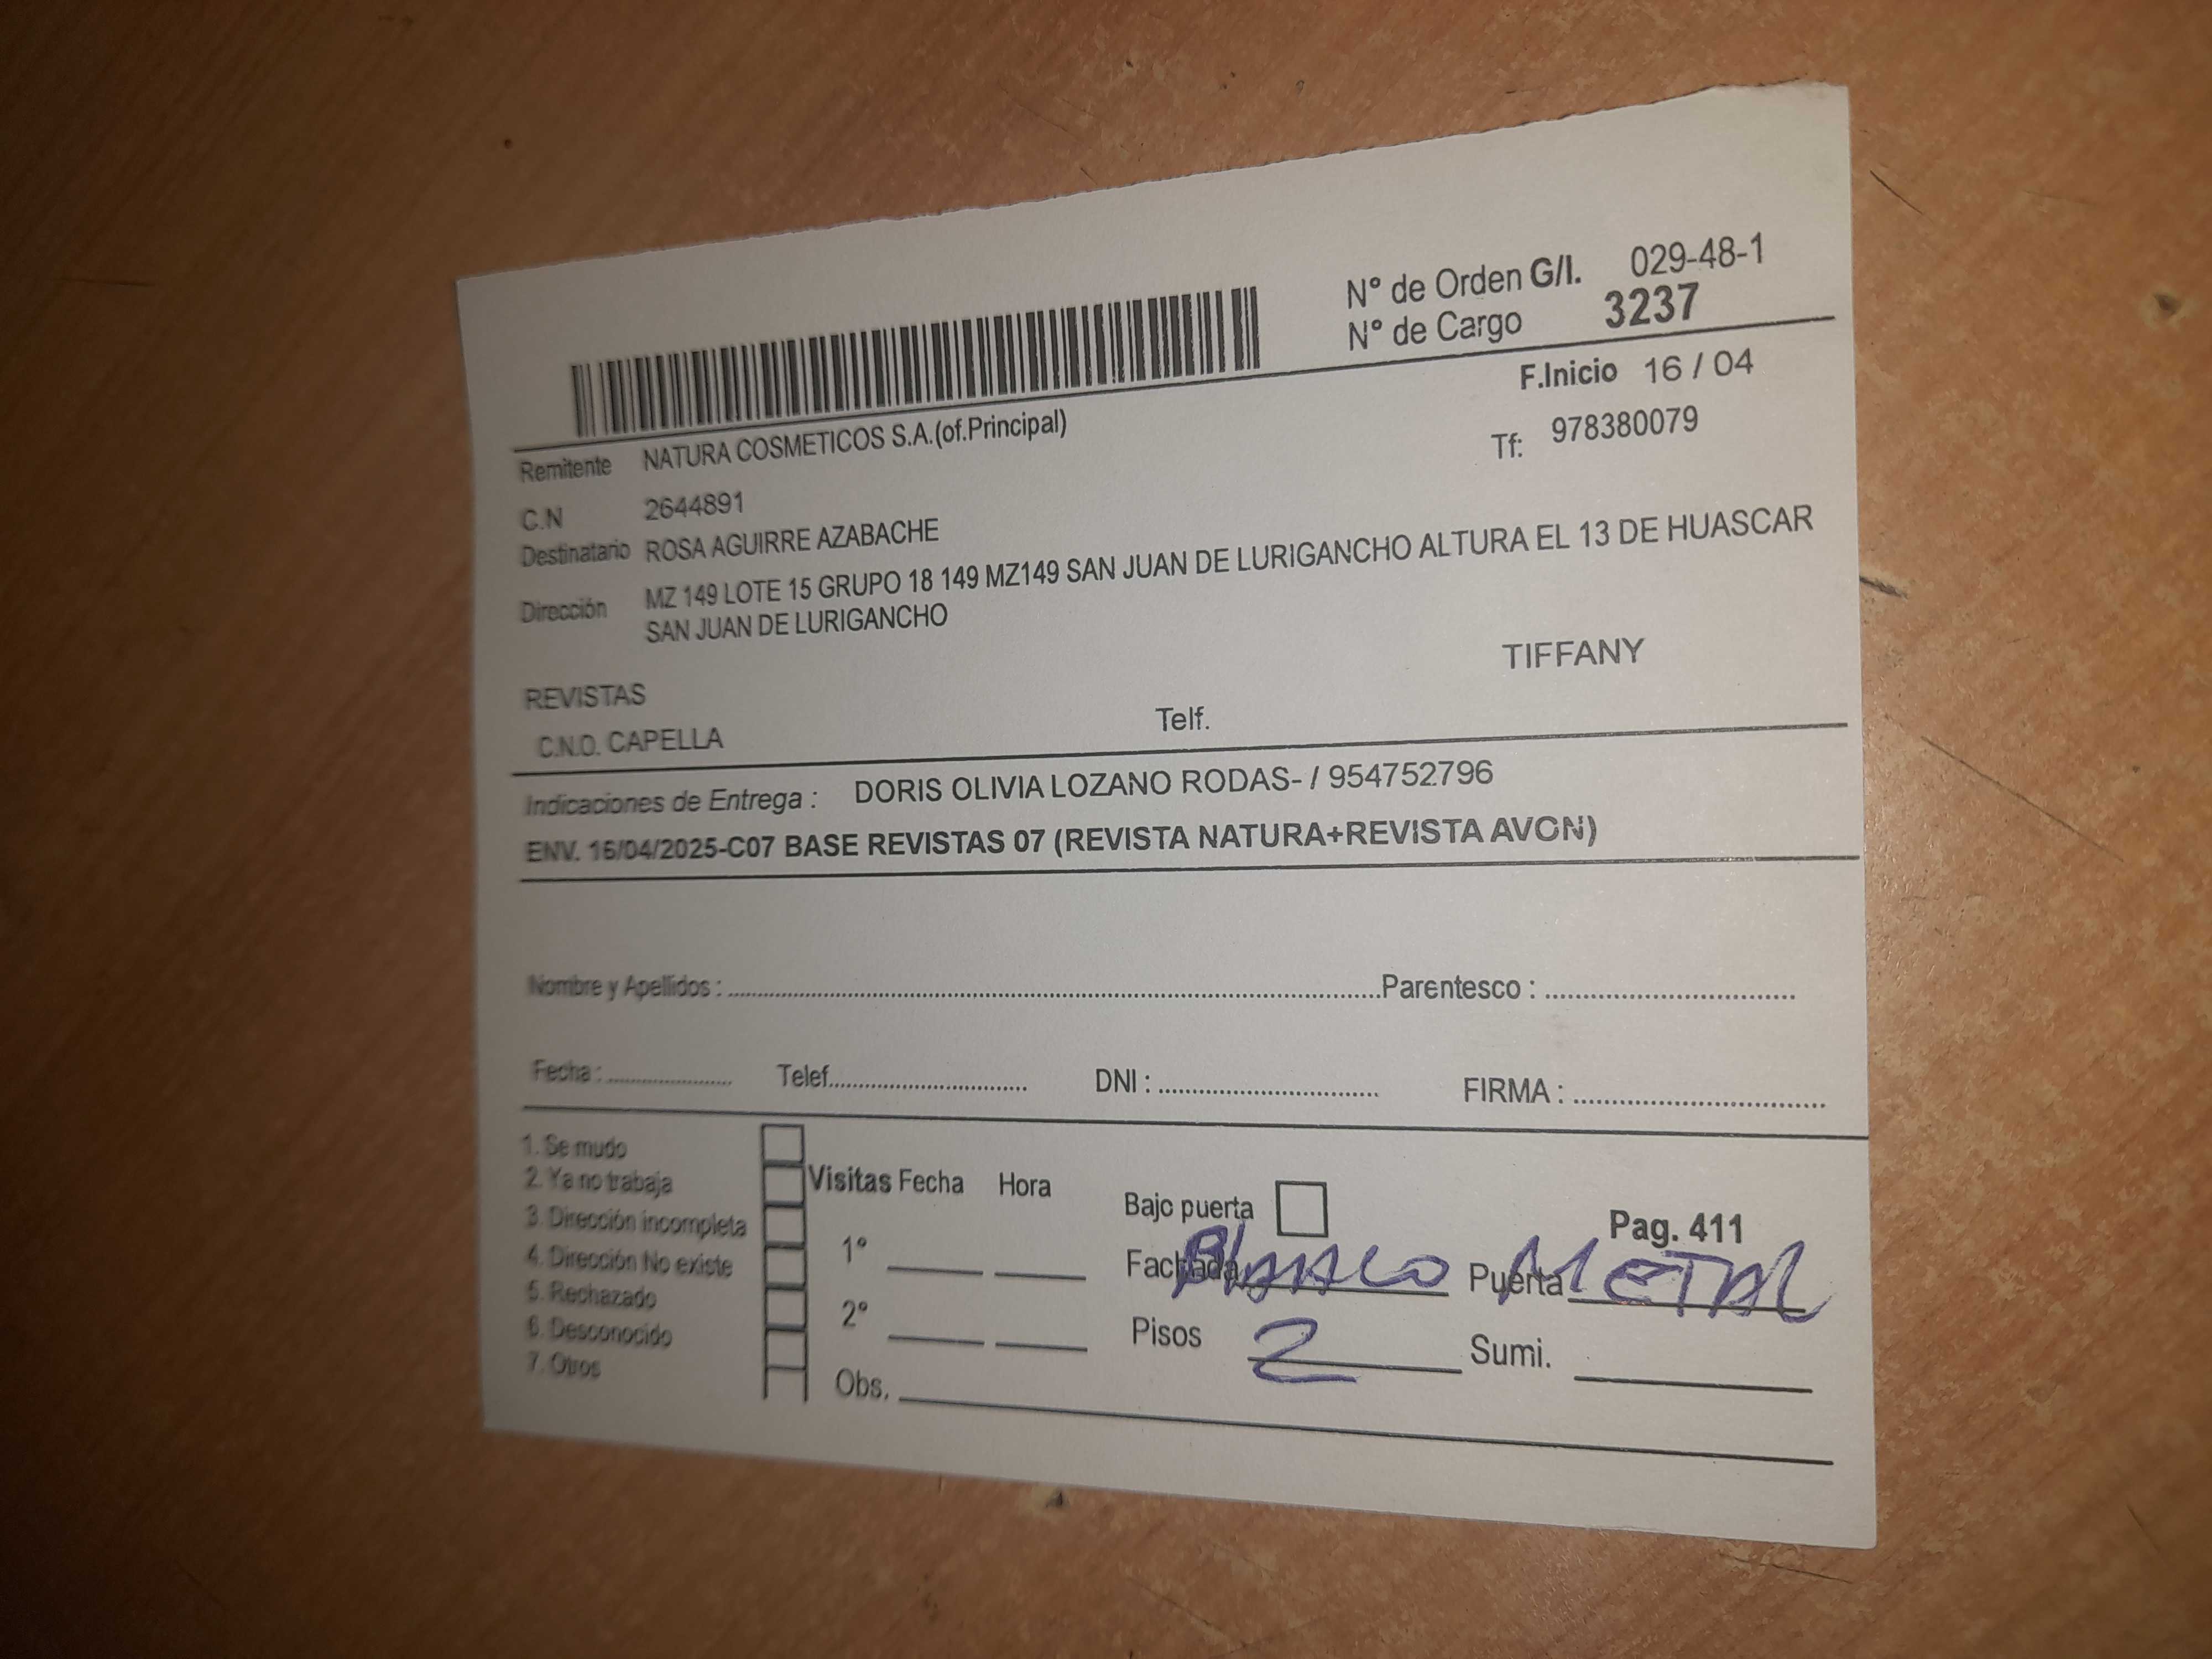 N° de Orden G/I. 029-48-1
N° de Cargo 3237
F.Inicio 16 / 04
Remitente NATURA COSMETICOS S.A.(of.Principal)
Tf: 978380079
C.N 2644891
Destinatario ROSA AGUIRRE AZABACHE
Dirección MZ 149 LOTE 15 GRUPO 18 149 MZ149 SAN JUAN DE LURIGANCHO ALTURA EL 13 DE HUASCAR
SAN JUAN DE LURIGANCHO
TIFFANY
REVISTAS
C.N.O. CAPELLA Telf.
Indicaciones de Entrega : DORIS OLIVIA LOZANO RODAS- / 954752796
ENV. 16/04/2025-C07 BASE REVISTAS 07 (REVISTA NATURA+REVISTA AVON)
Nombre y Apellidos : Parentesco :
Fecha : Telef. DNI : FIRMA :
1. Se mudo
2. Ya no trabaja
3. Dirección incompleta
4. Dirección No existe
5. Rechazado
6. Desconocido
7. Otros
Visitas Fecha Hora
1°
2°
Obs.
Bajo puerta
Pag. 411
Fachada BLANCO Puerta METAL
Pisos 2 Sumi.